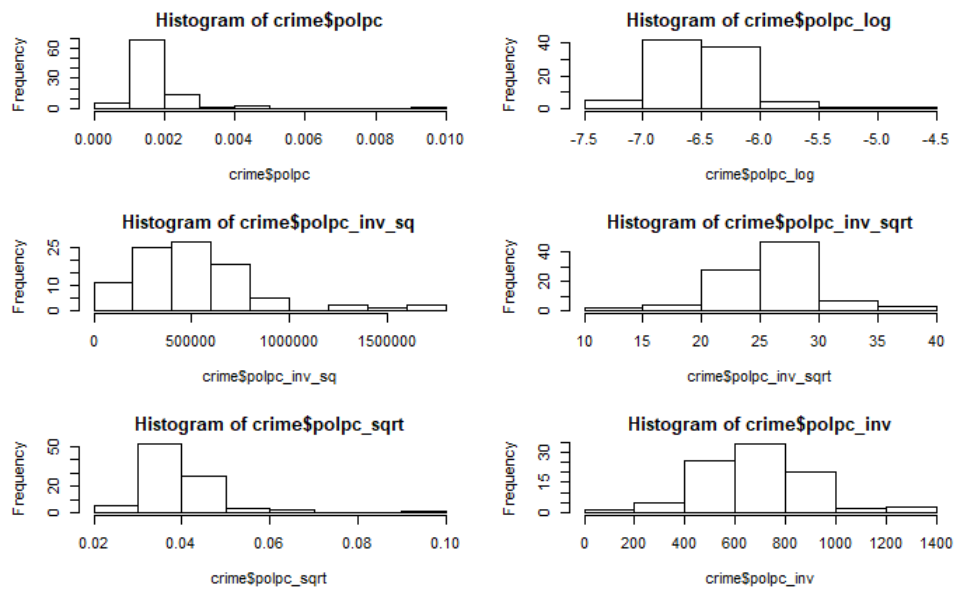 Histogram of crime$polpc
Frequency
0 30 60
0.000 0.002 0.004 0.006 0.008 0.010
crime$polpc
Histogram of crime$polpc_log
Frequency
0 20 40
-7.5 -7.0 -6.5 -6.0 -5.5 -5.0 -4.5
crime$polpc_log
Histogram of crime$polpc_inv_sq
Frequency
0 10 25
0 500000 1000000 1500000
crime$polpc_inv_sq
Histogram of crime$polpc_inv_sqrt
Frequency
0 20 40
10 15 20 25 30 35 40
crime$polpc_inv_sqrt
Histogram of crime$polpc_sqrt
Frequency
0 20 50
0.02 0.04 0.06 0.08 0.10
crime$polpc_sqrt
Histogram of crime$polpc_inv
Frequency
0 15 30
0 200 400 600 800 1000 1200 1400
crime$polpc_inv